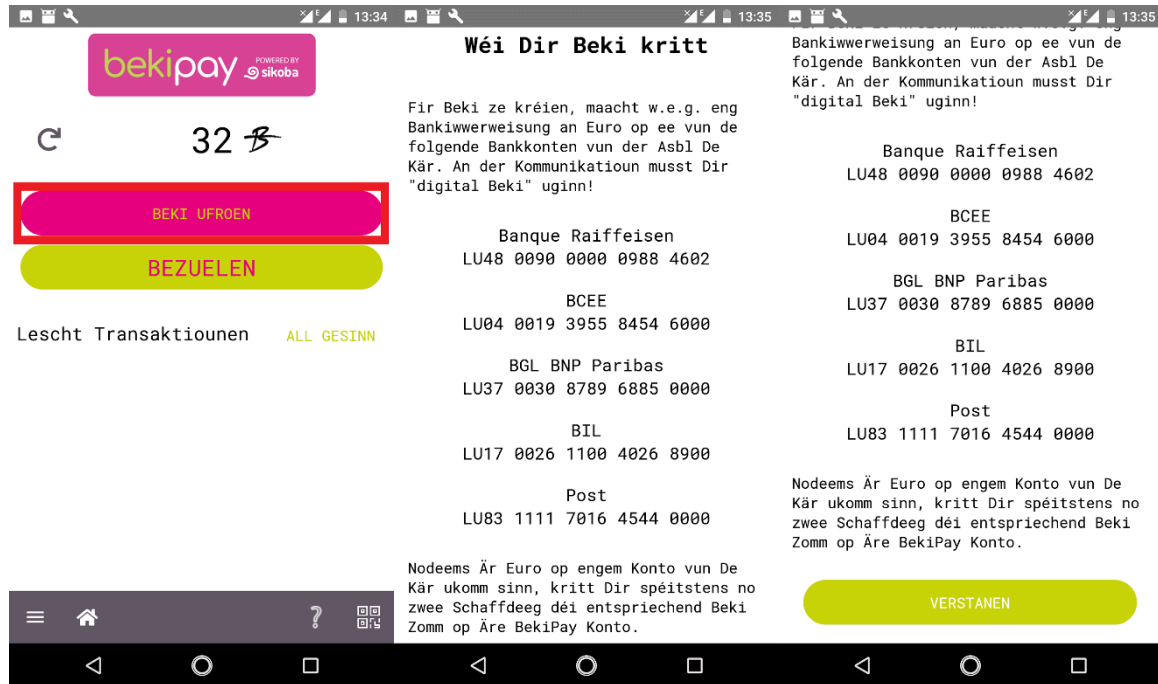 13:34
bekipay POWERED BY
sikoba
32
BEKI UFROEN
BEZUELEN
Lescht Transaktiounen ALL GESINN
13:35
Wéi Dir Beki kritt
Fir Beki ze kréien, maacht w.e.g. eng
Bankiwwerweisung an Euro op ee vun de
folgende Bankkonten vun der Asbl De
Kär. An der Kommunikatioun musst Dir
"digital Beki" uginn!
Banque Raiffeisen
LU48 0090 0000 0988 4602
BCEE
LU04 0019 3955 8454 6000
BGL BNP Paribas
LU37 0030 8789 6885 0000
BIL
LU17 0026 1100 4026 8900
Post
LU83 1111 7016 4544 0000
Nodeems Är Euro op engem Konto vun De
Kär ukomm sinn, kritt Dir spéitstens no
zwee Schaffdeeg déi entspriechend Beki
Zomm op Äre BekiPay Konto.
13:35
Bankiwwerweisung an Euro op ee vun de
folgende Bankkonten vun der Asbl De
Kär. An der Kommunikatioun musst Dir
"digital Beki" uginn!
Banque Raiffeisen
LU48 0090 0000 0988 4602
BCEE
LU04 0019 3955 8454 6000
BGL BNP Paribas
LU37 0030 8789 6885 0000
BIL
LU17 0026 1100 4026 8900
Post
LU83 1111 7016 4544 0000
Nodeems Är Euro op engem Konto vun De
Kär ukomm sinn, kritt Dir spéitstens no
zwee Schaffdeeg déi entspriechend Beki
Zomm op Äre BekiPay Konto.
VERSTANEN